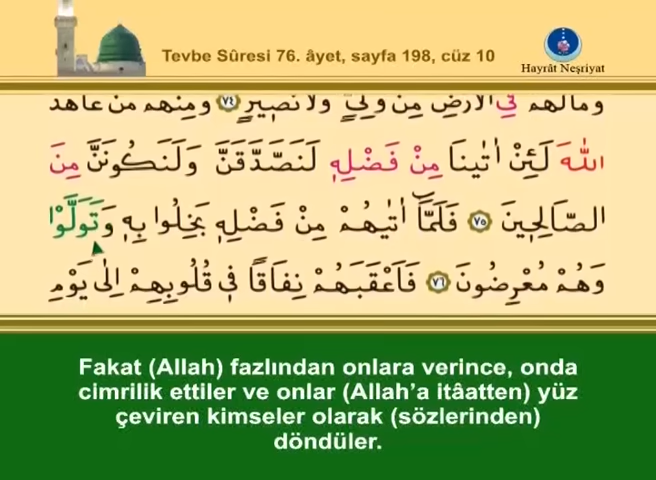 Tevbe Sûresi 76. âyet, sayfa 198, cüz 10
Hayrât Neşriyat
وَمَالَهُمْ فِي الْاَرْضِ مِنْ وَلِيٍّ وَلَا نَصِيرٍ ﴿٧٤﴾ وَمِنْهُمْ مَنْ عَاهَدَ
اللّٰهَ لَئِنْ اٰتٰينَا مِنْ فَضْلِهٖ لَنَصَّدَّقَنَّ وَلَنَكُونَنَّ مِنَ
الصَّالِحٖينَ ﴿٧٥﴾ فَلَمَّٓا اٰتٰيهُمْ مِنْ فَضْلِهٖ بَخِلُوا بِهٖ وَتَوَلَّوْا
وَهُمْ مُعْرِضُونَ ﴿٧٦﴾ فَاَعْقَبَهُمْ نِفَاقًا فٖي قُلُوبِهِمْ اِلٰى يَوْمِ
Fakat (Allah) fazlından onlara verince, onda
cimrilik ettiler ve onlar (Allah'a itâatten) yüz
çeviren kimseler olarak (sözlerinden)
döndüler.